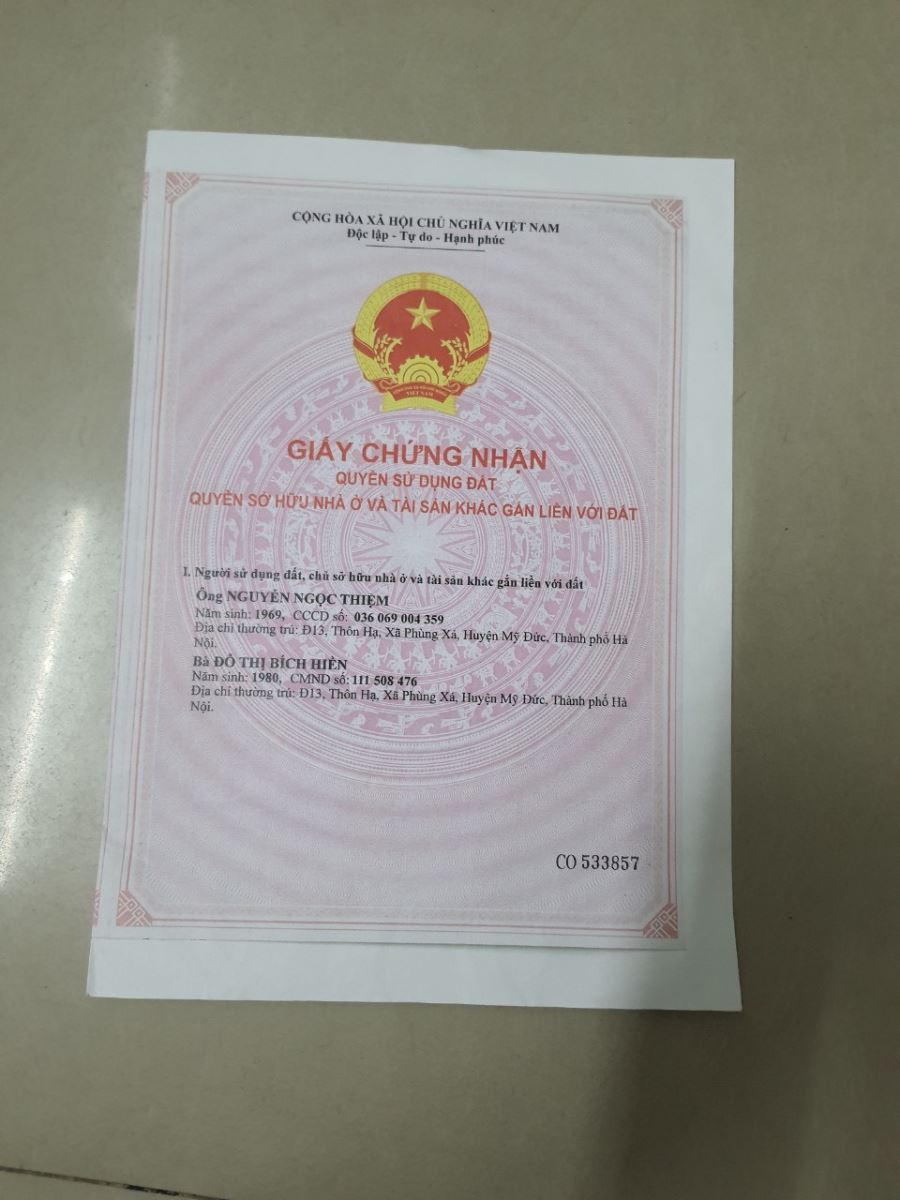 CỘNG HÒA XÃ HỘI CHỦ NGHĨA VIỆT NAM
Độc lập - Tự do - Hạnh phúc
VIỆT NAM
GIẤY CHỨNG NHẬN
QUYỀN SỬ DỤNG ĐẤT
QUYỀN SỞ HỮU NHÀ Ở VÀ TÀI SẢN KHÁC GẮN LIỀN VỚI ĐẤT
I. Người sử dụng đất, chủ sở hữu nhà ở và tài sản khác gắn liền với đất
Ông NGUYỄN NGỌC THIỆM
Năm sinh: 1969, CCCD số: 036 069 004 359
Địa chỉ thường trú: Đ13, Thôn Hạ, Xã Phùng Xá, Huyện Mỹ Đức, Thành phố Hà
Nội.
Bà ĐỖ THỊ BÍCH HIỀN
Năm sinh: 1980, CMND số: 111 508 476
Địa chỉ thường trú: Đ13, Thôn Hạ, Xã Phùng Xá, Huyện Mỹ Đức, Thành phố Hà
Nội.
CO 533857